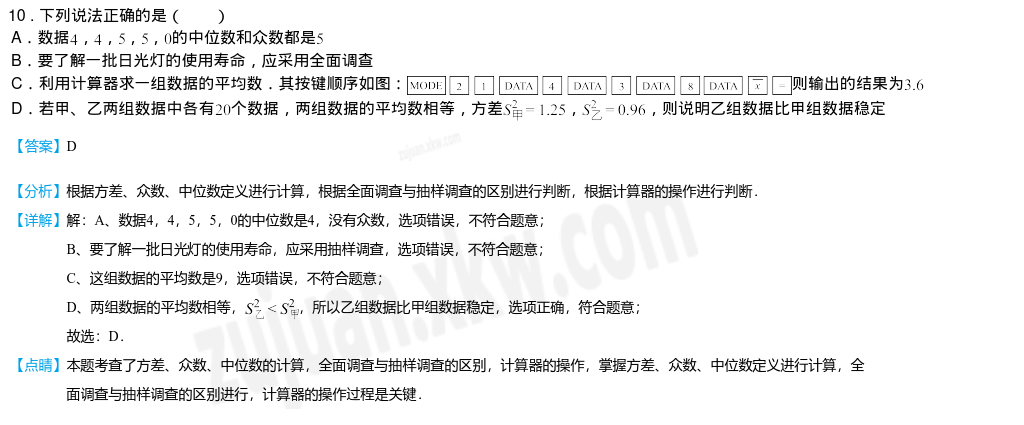 10．下列说法正确的是（　　）
A．数据4，4，5，5，0的中位数和众数都是5
B．要了解一批日光灯的使用寿命，应采用全面调查
C．利用计算器求一组数据的平均数．其按键顺序如图：MODE 2 1 DATA 4 DATA 3 DATA 8 DATA x̄ =则输出的结果为3.6
D．若甲、乙两组数据中各有20个数据，两组数据的平均数相等，方差S²甲=1.25，S²乙=0.96，则说明乙组数据比甲组数据稳定
【答案】D
【分析】根据方差、众数、中位数定义进行计算，根据全面调查与抽样调查的区别进行判断，根据计算器的操作进行判断．
【详解】解：A、数据4，4，5，5，0的中位数是4，没有众数，选项错误，不符合题意；
B、要了解一批日光灯的使用寿命，应采用抽样调查，选项错误，不符合题意；
C、这组数据的平均数是9，选项错误，不符合题意；
D、两组数据的平均数相等，S²乙<S²甲，所以乙组数据比甲组数据稳定，选项正确，符合题意；
故选：D．
【点睛】本题考查了方差、众数、中位数的计算，全面调查与抽样调查的区别，计算器的操作，掌握方差、众数、中位数定义进行计算，全
面调查与抽样调查的区别进行，计算器的操作过程是关键．
zujuan.xkw.com
zujuan.xkw.com